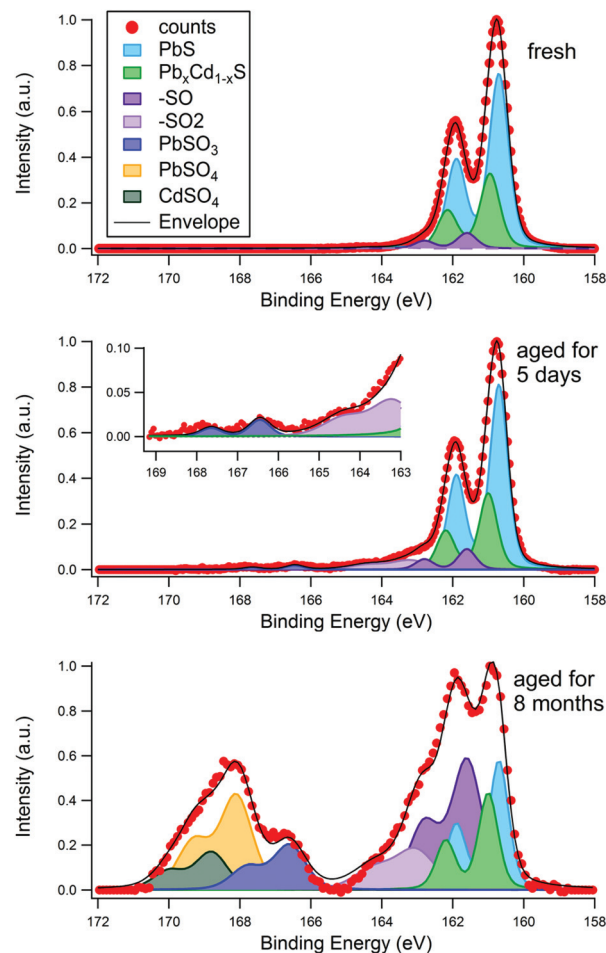 counts
PbS
PbₓCd₁₋ₓS
-SO
-SO2
PbSO₃
PbSO₄
CdSO₄
Envelope
fresh
Intensity (a.u.)
1.0
0.8
0.6
0.4
0.2
0.0
172 170 168 166 164 162 160 158
Binding Energy (eV)
aged for
5 days
0.10
0.05
0.00
169 168 167 166 165 164 163
Intensity (a.u.)
1.0
0.8
0.6
0.4
0.2
0.0
172 170 168 166 164 162 160 158
Binding Energy (eV)
aged for
8 months
Intensity (a.u.)
1.0
0.8
0.6
0.4
0.2
0.0
172 170 168 166 164 162 160 158
Binding Energy (eV)